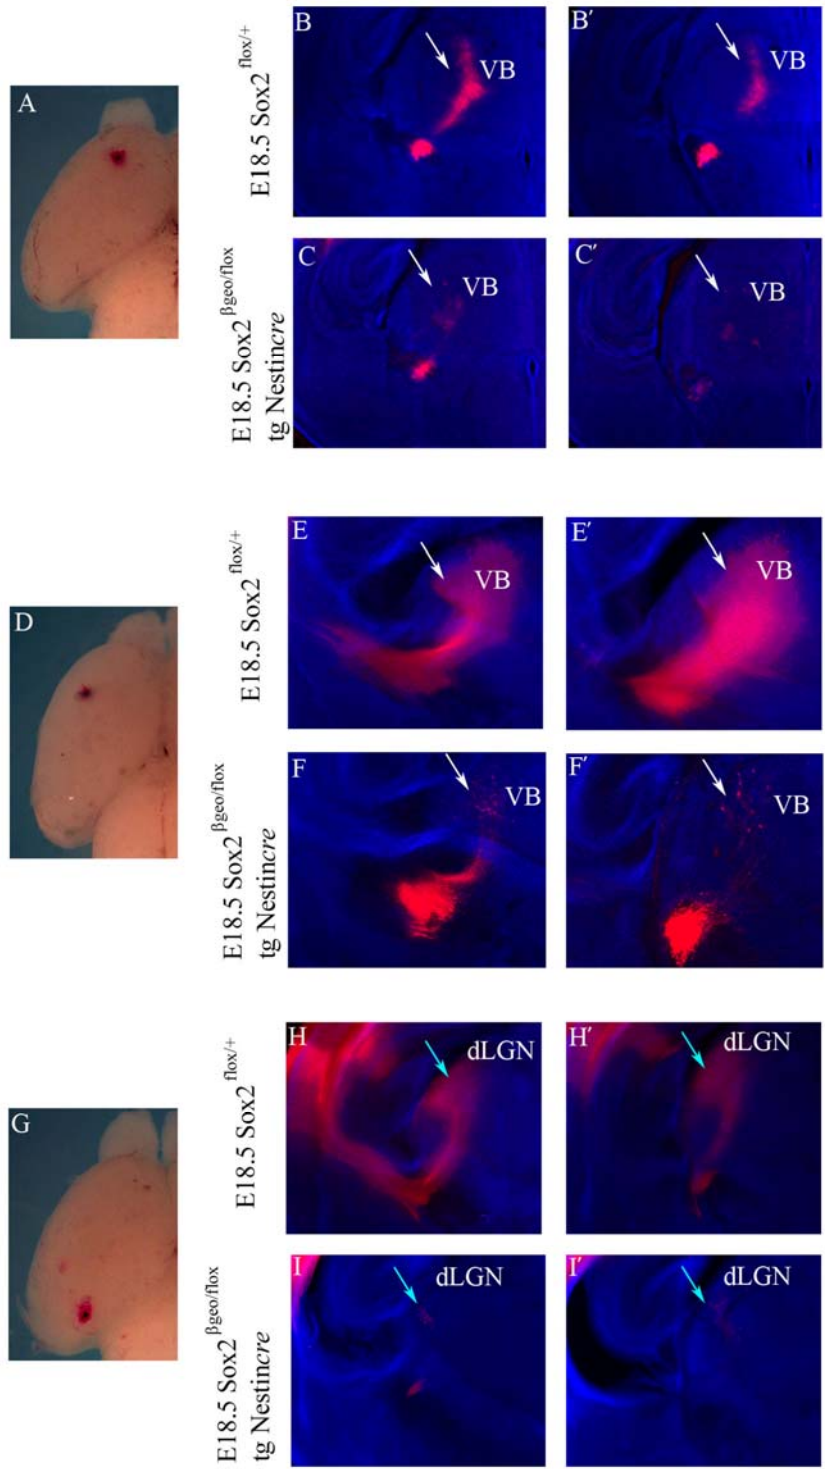 A
E18.5 Sox2flox/+
B
VB
B′
VB
E18.5 Sox2βgeo/flox
tg Nestincre
C
VB
C′
VB
D
E18.5 Sox2flox/+
E
VB
E′
VB
E18.5 Sox2βgeo/flox
tg Nestincre
F
VB
F′
VB
G
E18.5 Sox2flox/+
H
dLGN
H′
dLGN
E18.5 Sox2βgeo/flox
tg Nestincre
I
dLGN
I′
dLGN